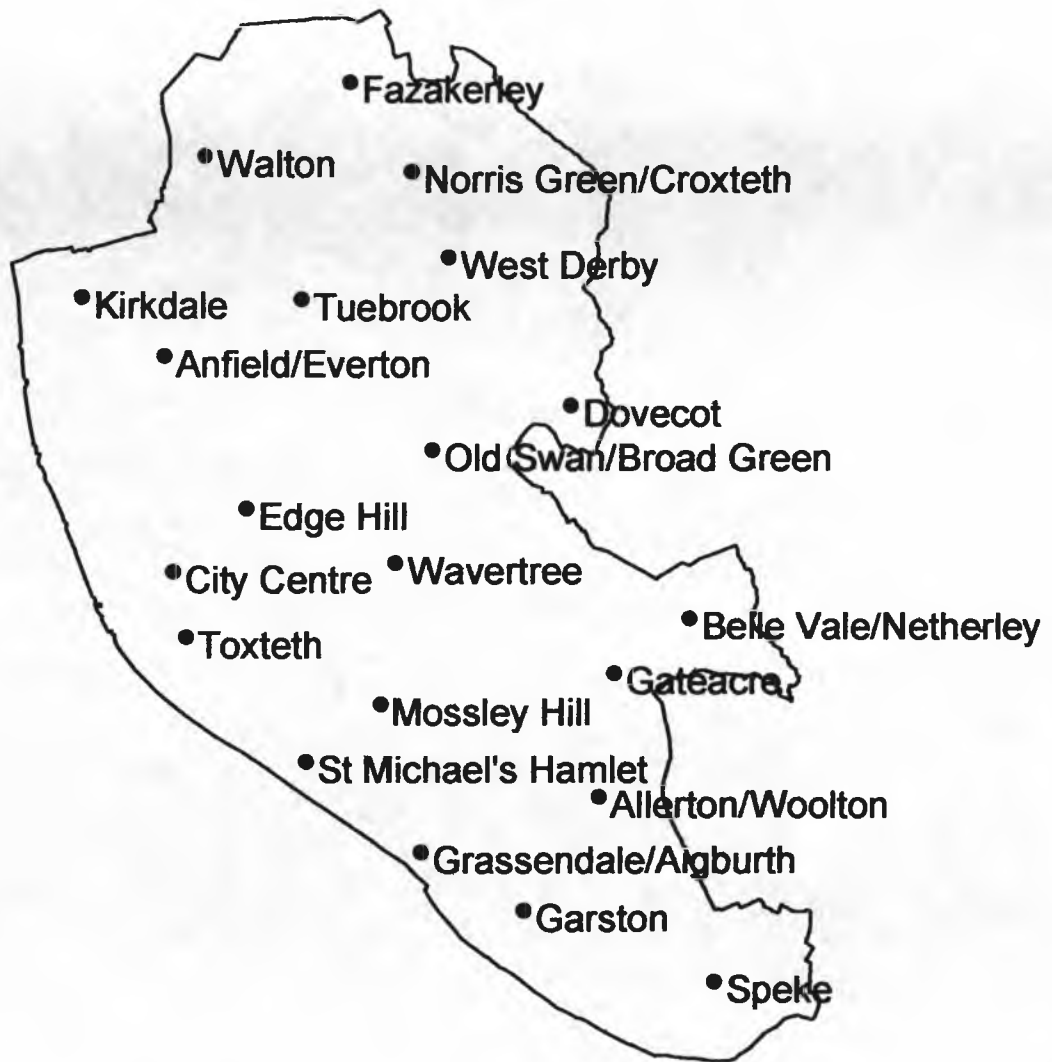 Fazakerley
Walton
Norris Green/Croxteth
West Derby
Kirkdale
Tuebrook
Anfield/Everton
Dovecot
Old Swan/Broad Green
Edge Hill
City Centre
Wavertree
Belle Vale/Netherley
Toxteth
Gateacre
Mossley Hill
St Michael's Hamlet
Allerton/Woolton
Grassendale/Aigburth
Garston
Speke